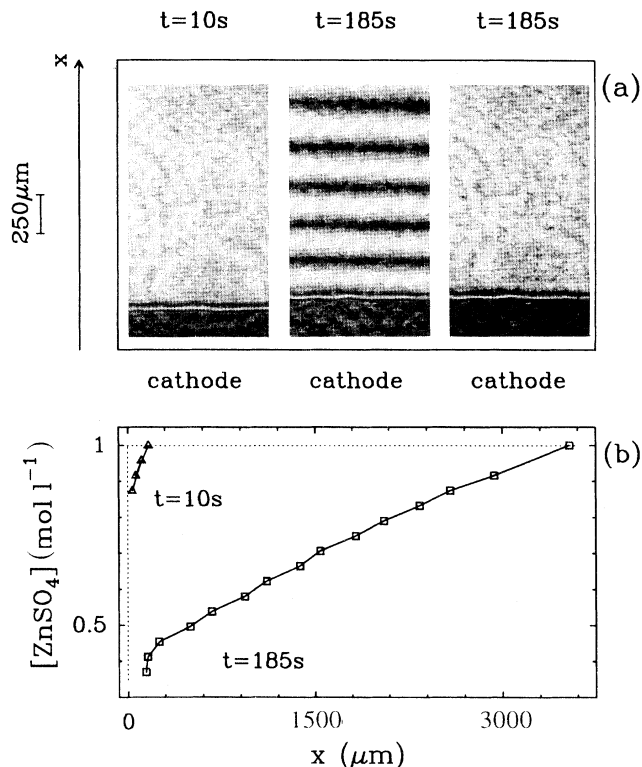 t=10s t=185s t=185s
(a)
x
250μm
cathode cathode cathode
(b)
[ZnSO₄] (mol l⁻¹)
1
0.5
t=10s
t=185s
0 1500 3000
x (μm)